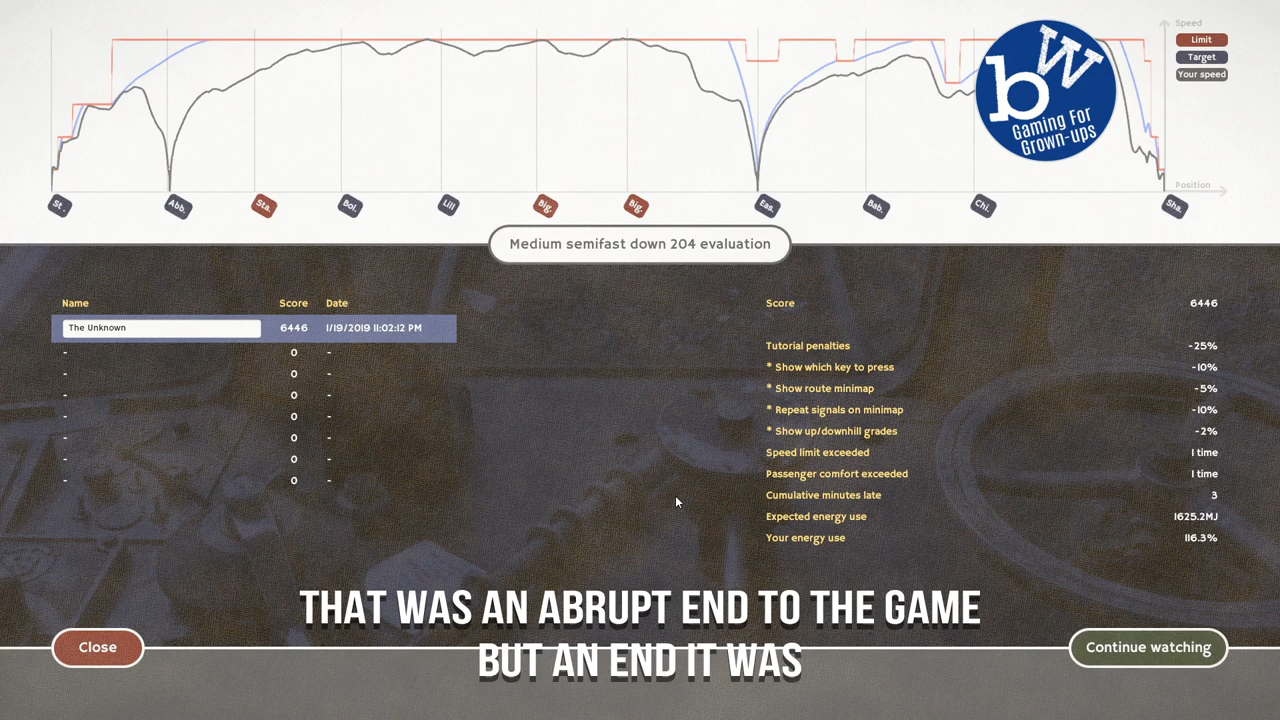 Speed
Limit
Target
Your speed
bW
Gaming For
Grown-ups
Position
St .
Abb.
Sta.
Bol.
Lill
Big.
Big.
Eas.
Bab.
Chi.
Sha.
Medium semifast down 204 evaluation
Name Score Date
The Unknown 6446 1/19/2019 11:02:12 PM
- 0 -
- 0 -
- 0 -
- 0 -
- 0 -
- 0 -
- 0 -
Score 6446
Tutorial penalties -25%
* Show which key to press -10%
* Show route minimap -5%
* Repeat signals on minimap -10%
* Show up/downhill grades -2%
Speed limit exceeded 1 time
Passenger comfort exceeded 1 time
Cumulative minutes late 3
Expected energy use 1625.2MJ
Your energy use 116.3%
THAT WAS AN ABRUPT END TO THE GAME
BUT AN END IT WAS
Close
Continue watching